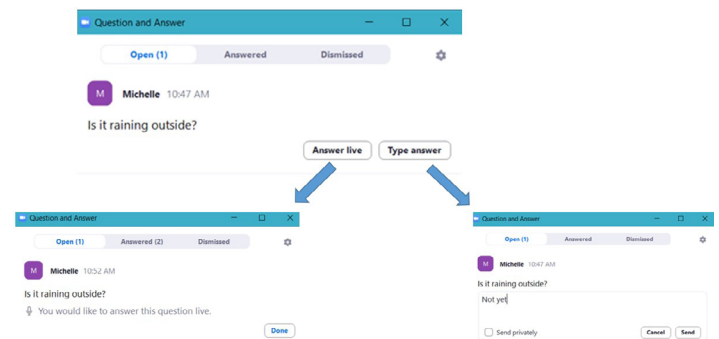 Question and Answer
Open (1) Answered Dismissed
M Michelle 10:47 AM
Is it raining outside?
Answer live Type answer
Question and Answer
Open (1) Answered (2) Dismissed
M Michelle 10:52 AM
Is it raining outside?
You would like to answer this question live.
Done
Question and Answer
Open (1) Answered Dismissed
M Michelle 10:47 AM
Is it raining outside?
Not yet
Send privately Cancel Send